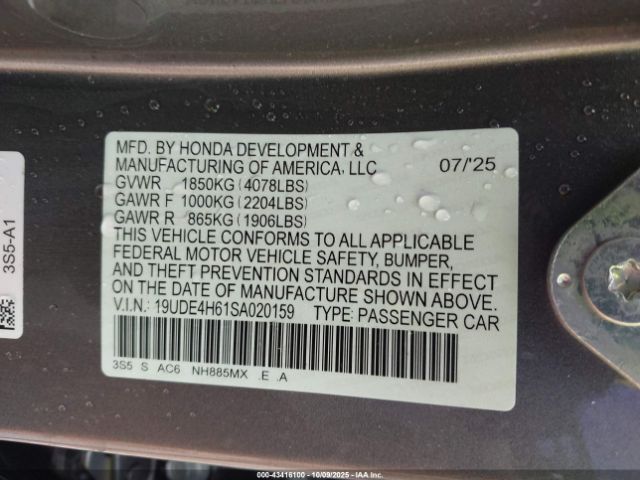 MFD. BY HONDA DEVELOPMENT &
MANUFACTURING OF AMERICA, LLC 07/'25
GVWR 1850KG (4078LBS)
GAWR F 1000KG (2204LBS)
GAWR R 865KG (1906LBS)
THIS VEHICLE CONFORMS TO ALL APPLICABLE
FEDERAL MOTOR VEHICLE SAFETY, BUMPER,
AND THEFT PREVENTION STANDARDS IN EFFECT
ON THE DATE OF MANUFACTURE SHOWN ABOVE.
V.I.N.: 19UDE4H61SA020159 TYPE: PASSENGER CAR
3S5 S AC6 NH885MX .E .A
3S5-A1
000-43416100 - 10/09/2025 - IAA Inc.